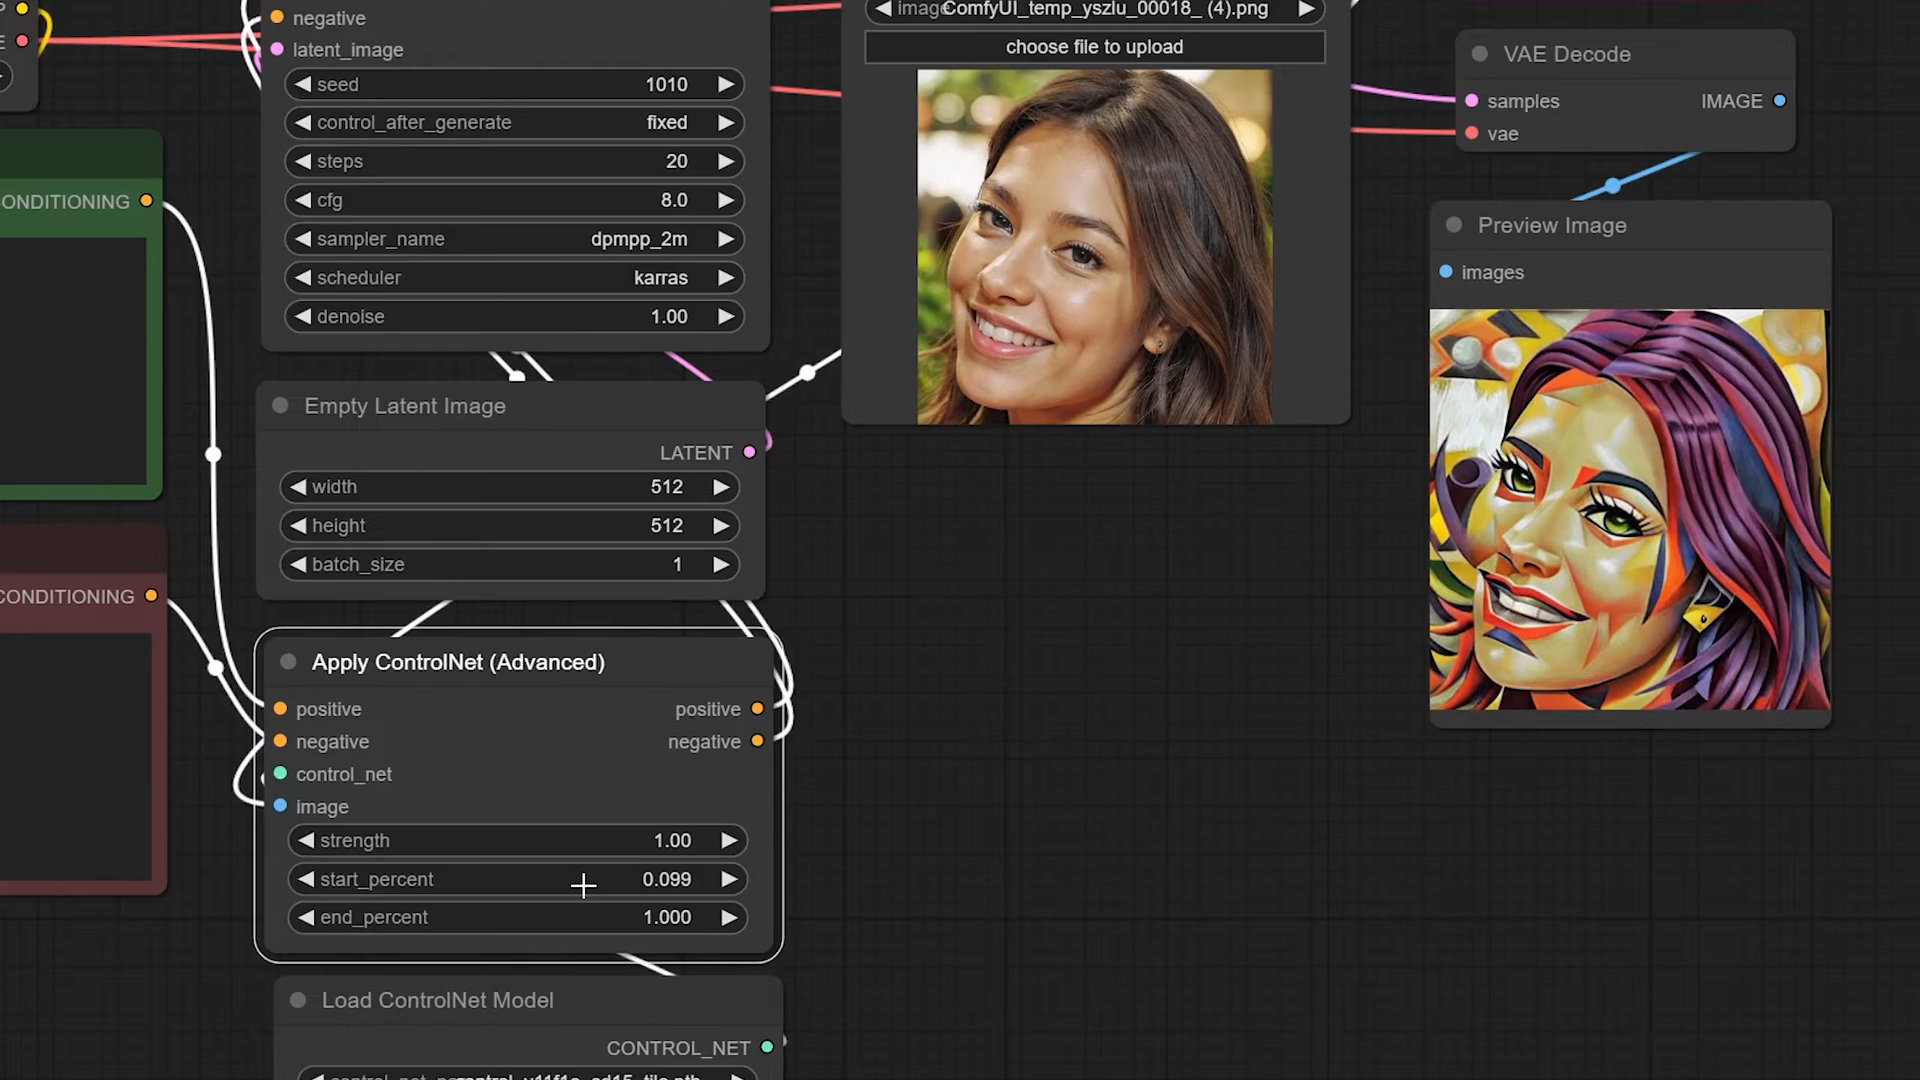 negative
latent_image
seed 1010
control_after_generate fixed
steps 20
cfg 8.0
sampler_name dpmpp_2m
scheduler karras
denoise 1.00
ComfyUI_temp_yszlu_00018_ (4).png
choose file to upload
VAE Decode
samples IMAGE
vae
Preview Image
images
ONDITIONING
Empty Latent Image
LATENT
width 512
height 512
batch_size 1
CONDITIONING
Apply ControlNet (Advanced)
positive positive
negative negative
control_net
image
strength 1.00
start_percent 0.099
end_percent 1.000
Load ControlNet Model
CONTROL_NET